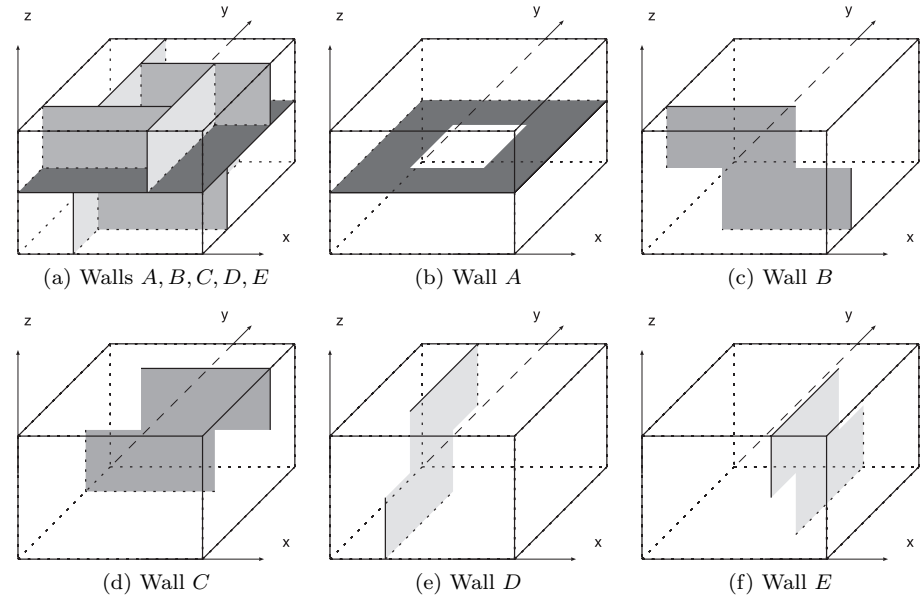 z y z y z y
x x x
(a) Walls A, B, C, D, E (b) Wall A (c) Wall B
z y z y z y
x x x
(d) Wall C (e) Wall D (f) Wall E